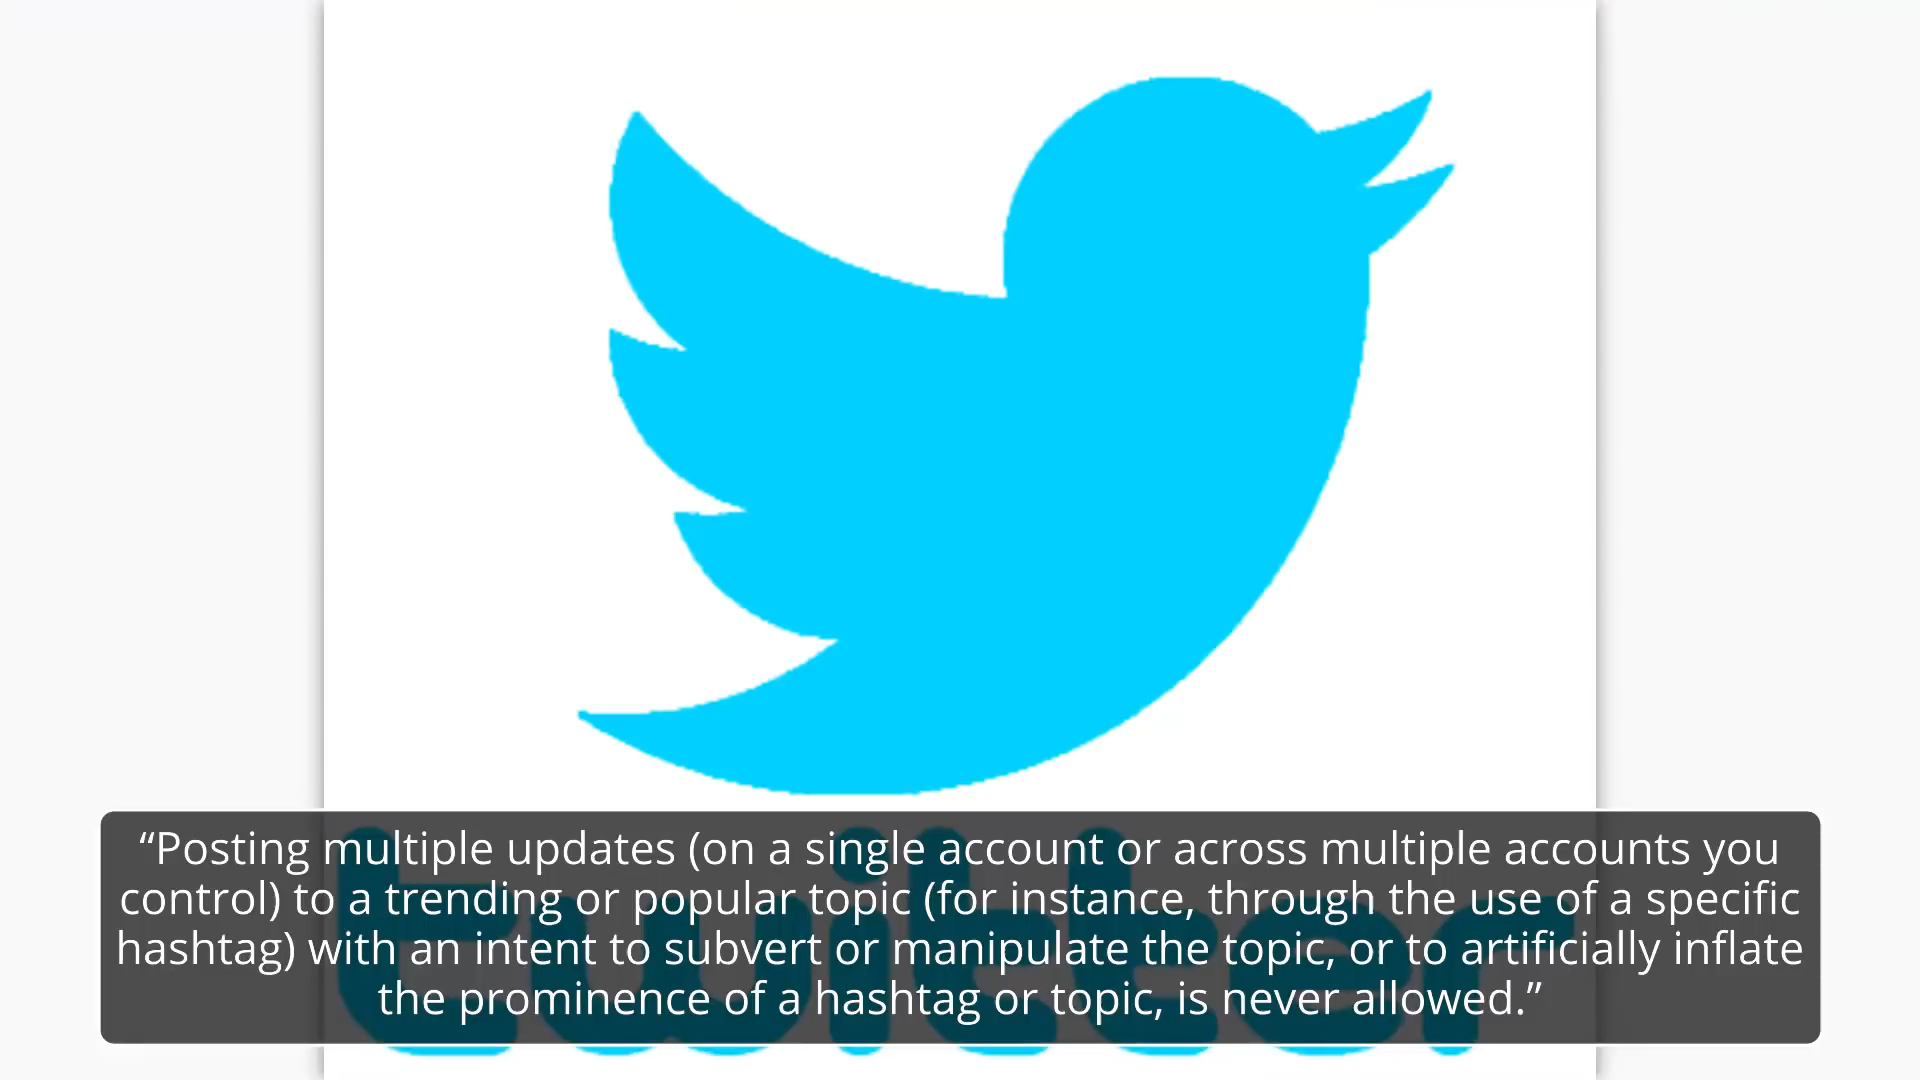 “Posting multiple updates (on a single account or across multiple accounts you
control) to a trending or popular topic (for instance, through the use of a specific
hashtag) with an intent to subvert or manipulate the topic, or to artificially inflate
the prominence of a hashtag or topic, is never allowed.”
twitter